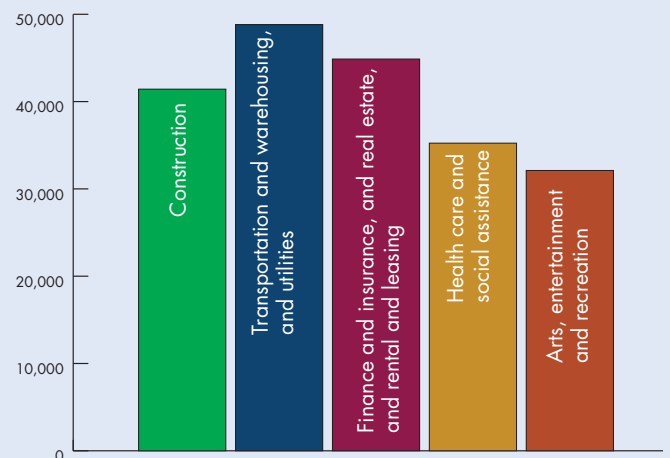 50,000
40,000
30,000
20,000
10,000
0
Construction
Transportation and warehousing,
and utilities
Finance and insurance, and real estate,
and rental and leasing
Health care and
social assistance
Arts, entertainment
and recreation